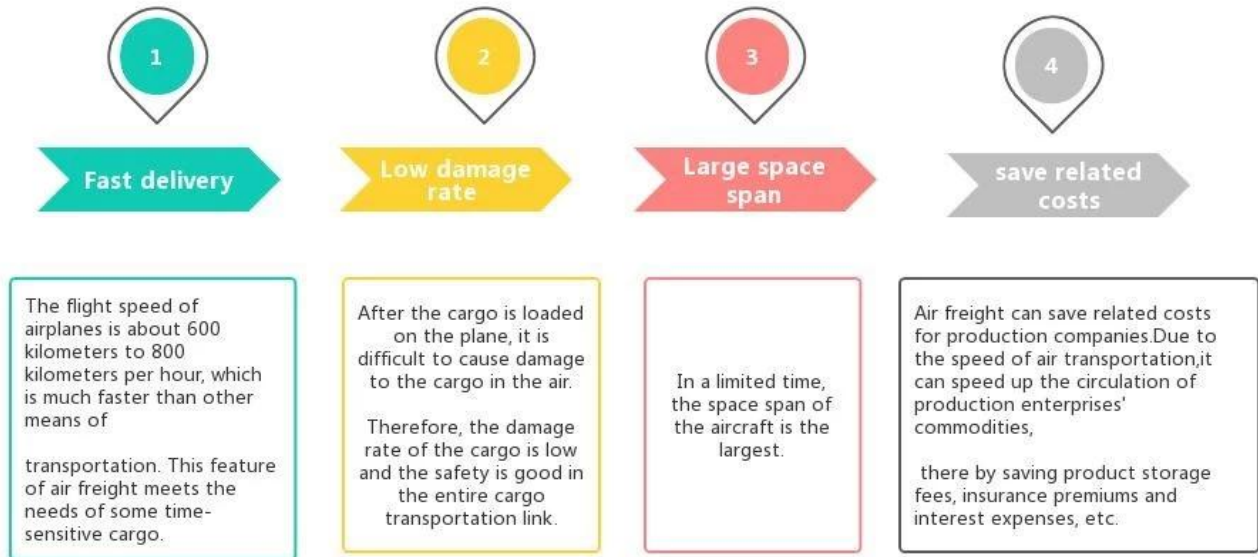 1
Fast delivery
The flight speed of
airplanes is about 600
kilometers to 800
kilometers per hour, which
is much faster than other
means of
transportation. This feature
of air freight meets the
needs of some time-
sensitive cargo.
2
Low damage
rate
After the cargo is loaded
on the plane, it is
difficult to cause damage
to the cargo in the air.
Therefore, the damage
rate of the cargo is low
and the safety is good in
the entire cargo
transportation link.
3
Large space
span
In a limited time,
the space span of
the aircraft is the
largest.
4
save related
costs
Air freight can save related costs
for production companies.Due to
the speed of air transportation,it
can speed up the circulation of
production enterprises'
commodities,
there by saving product storage
fees, insurance premiums and
interest expenses, etc.